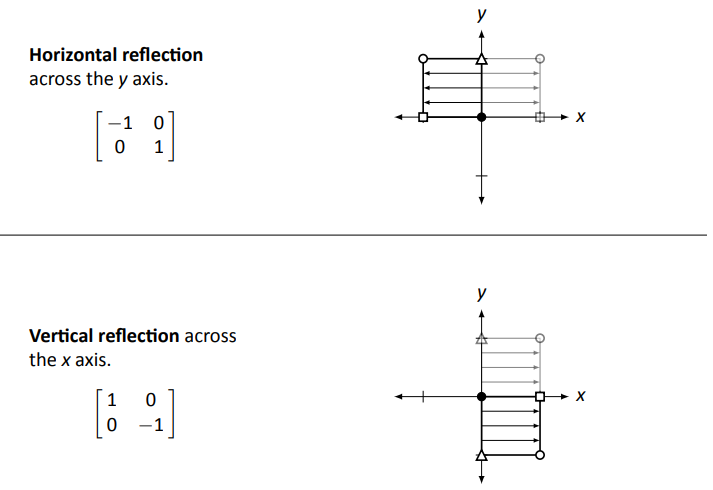 y
Horizontal reflection
across the y axis.
−1 0
0 1
x
y
Vertical reflection across
the x axis.
1 0
0 −1
x